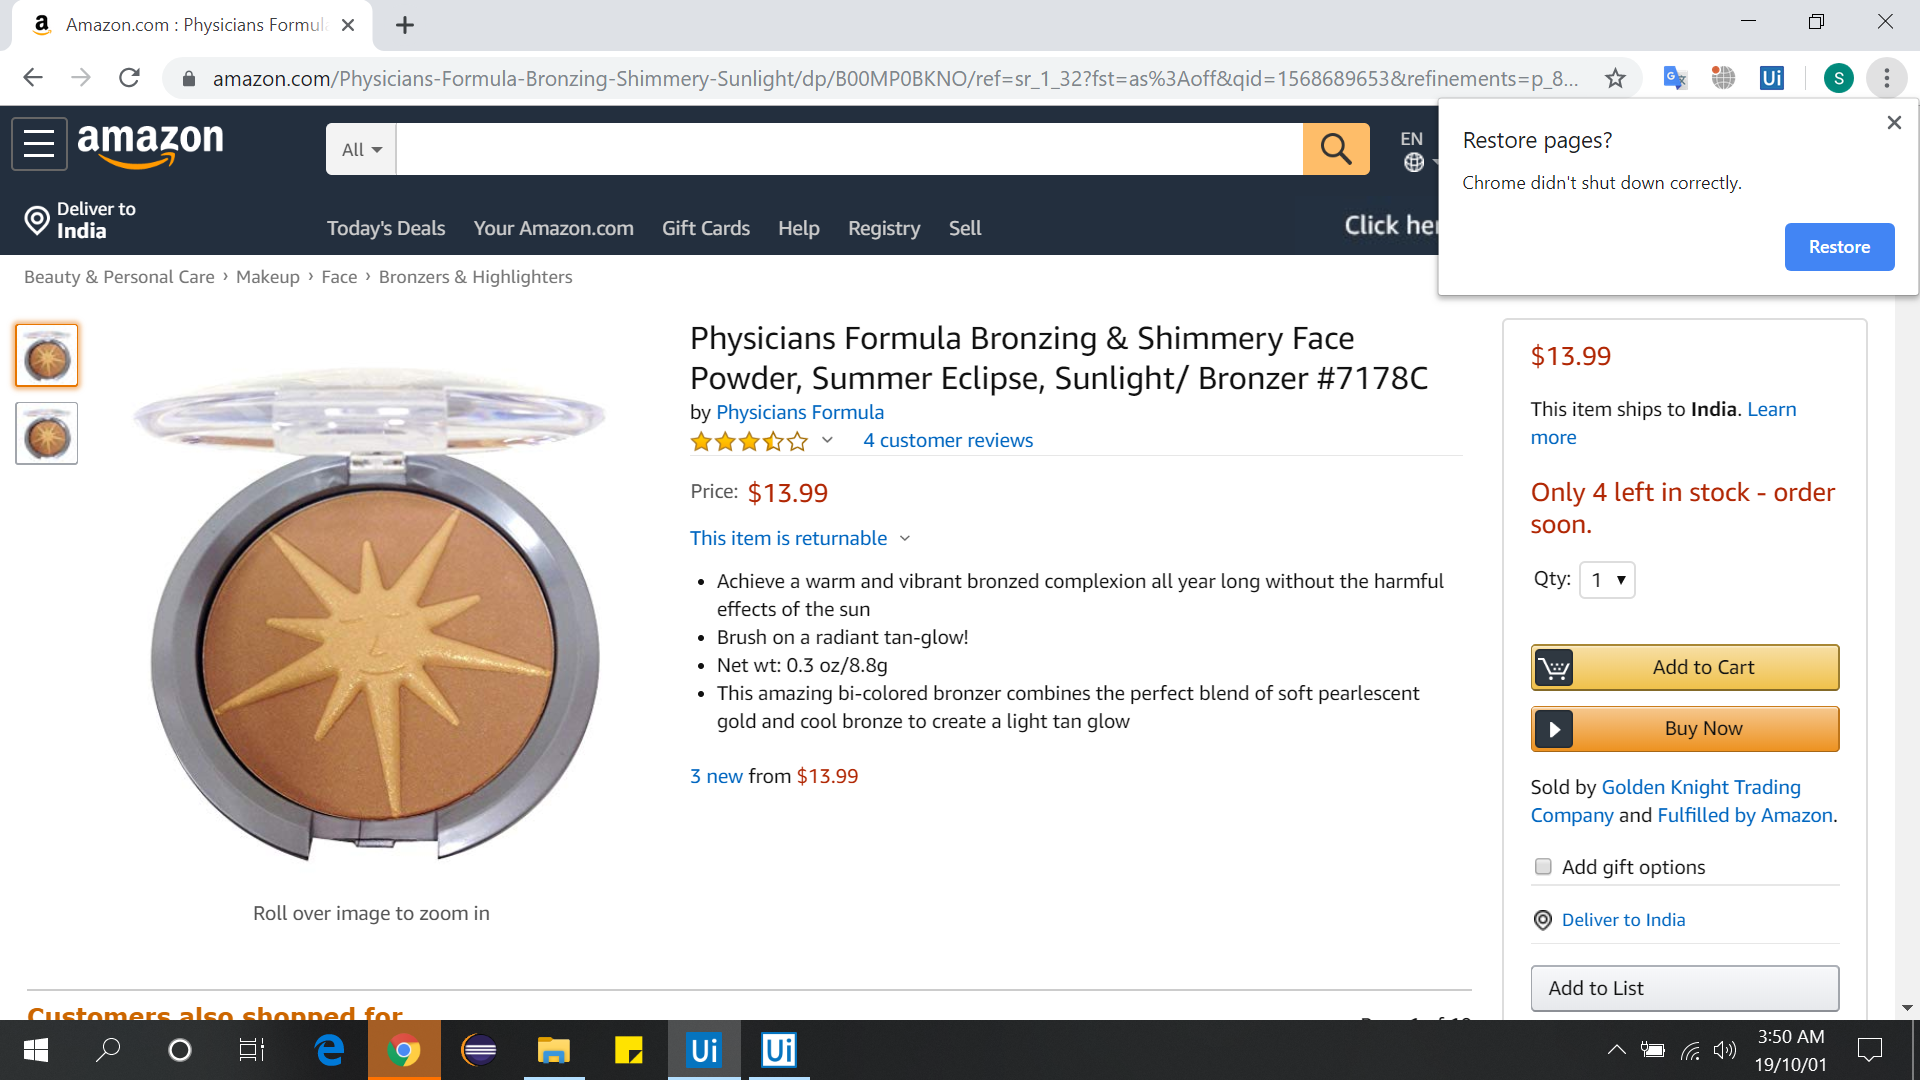 Amazon.com : Physicians Formul
amazon.com/Physicians-Formula-Bronzing-Shimmery-Sunlight/dp/B00MP0BKNO/ref=sr_1_32?fst=as%3Aoff&qid=1568689653&refinements=p_8...
Ui
S
Restore pages?
Chrome didn't shut down correctly.
Restore
amazon
All
EN
Deliver to
India
Today's Deals
Your Amazon.com
Gift Cards
Help
Registry
Sell
Click her
Beauty & Personal Care › Makeup › Face › Bronzers & Highlighters
Roll over image to zoom in
Physicians Formula Bronzing & Shimmery Face
Powder, Summer Eclipse, Sunlight/ Bronzer #7178C
by Physicians Formula
4 customer reviews
Price: $13.99
This item is returnable
• Achieve a warm and vibrant bronzed complexion all year long without the harmful
effects of the sun
• Brush on a radiant tan-glow!
• Net wt: 0.3 oz/8.8g
• This amazing bi-colored bronzer combines the perfect blend of soft pearlescent
gold and cool bronze to create a light tan glow
3 new from $13.99
$13.99
This item ships to India. Learn
more
Only 4 left in stock - order
soon.
Qty: 1
Add to Cart
Buy Now
Sold by Golden Knight Trading
Company and Fulfilled by Amazon.
Add gift options
Deliver to India
Add to List
Customers also shopped for
Ui
Ui
3:50 AM
19/10/01